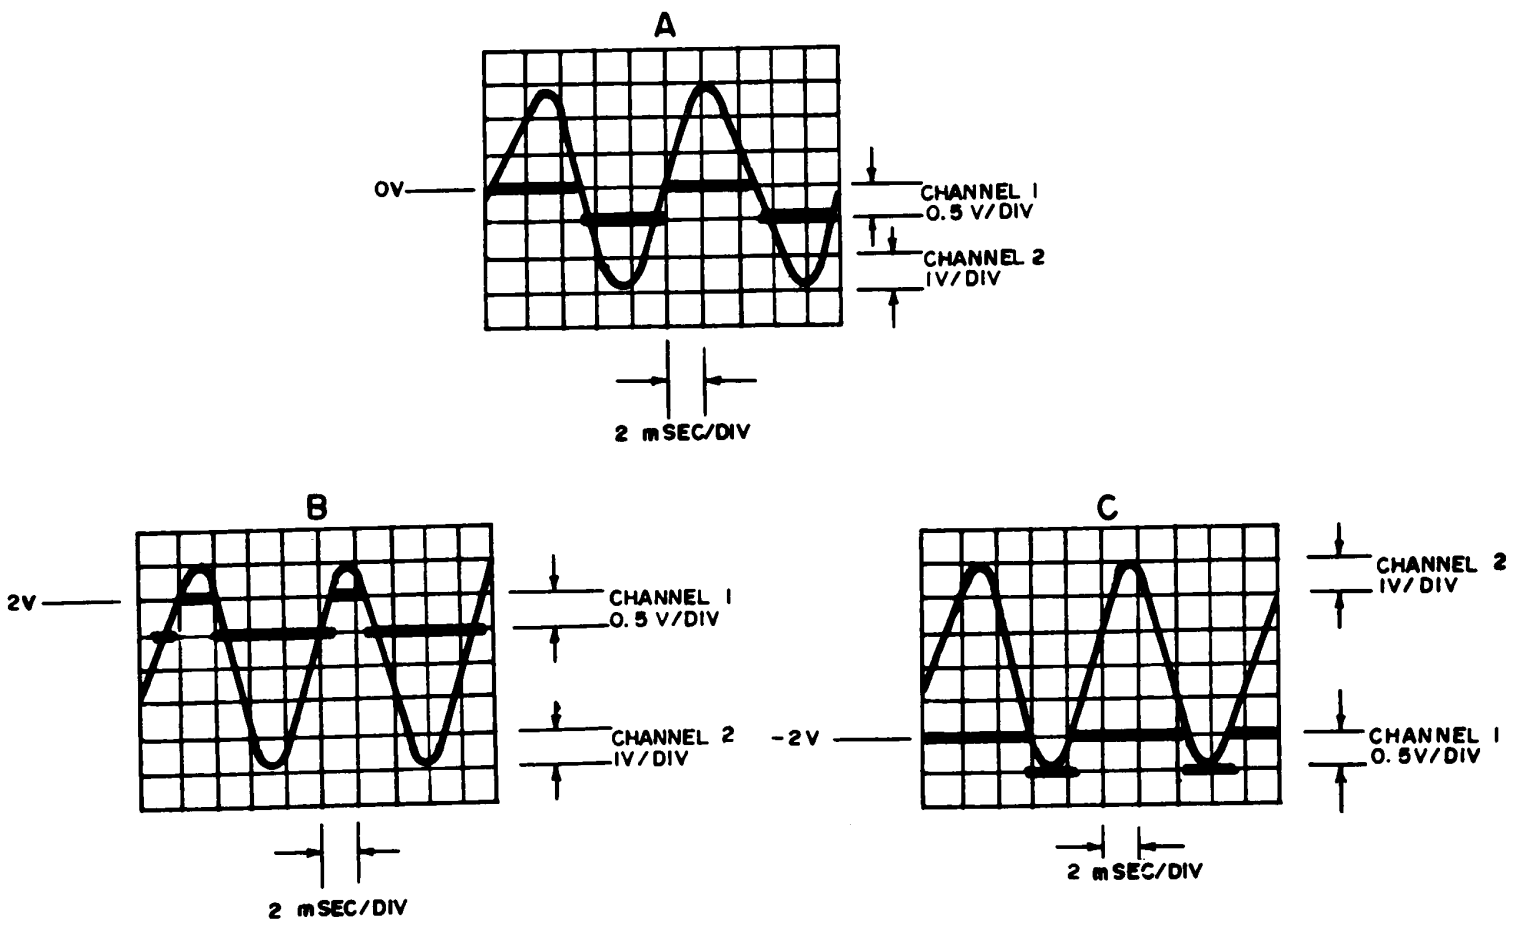 A
0V
CHANNEL 1
0.5 V/DIV
CHANNEL 2
1V/DIV
2 mSEC/DIV
B
2V
CHANNEL 1
0.5 V/DIV
CHANNEL 2
1V/DIV
2 mSEC/DIV
C
CHANNEL 2
1V/DIV
-2V
CHANNEL 1
0.5V/DIV
2 mSEC/DIV